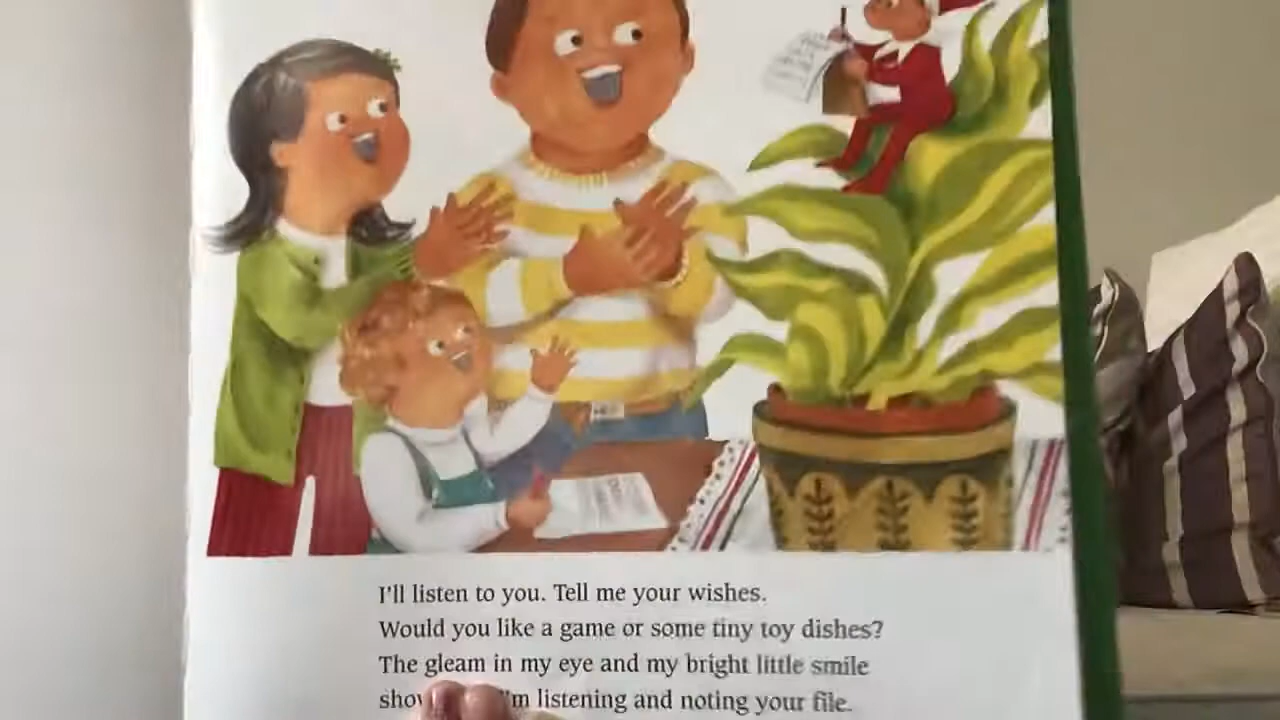 I'll listen to you. Tell me your wishes.
Would you like a game or some tiny toy dishes?
The gleam in my eye and my bright little smile
listening and noting your file.